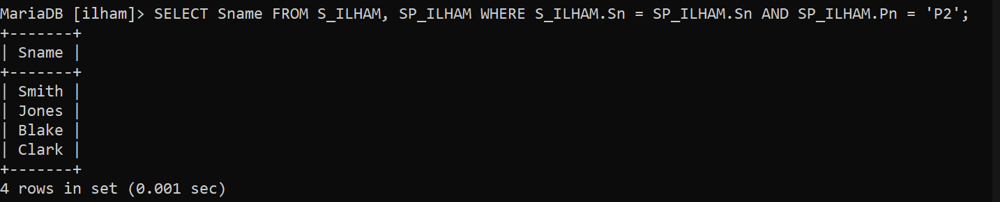 MariaDB [ilham]> SELECT Sname FROM S_ILHAM, SP_ILHAM WHERE S_ILHAM.Sn = SP_ILHAM.Sn AND SP_ILHAM.Pn = 'P2';
+-------+
| Sname |
+-------+
| Smith |
| Jones |
| Blake |
| Clark |
+-------+
4 rows in set (0.001 sec)